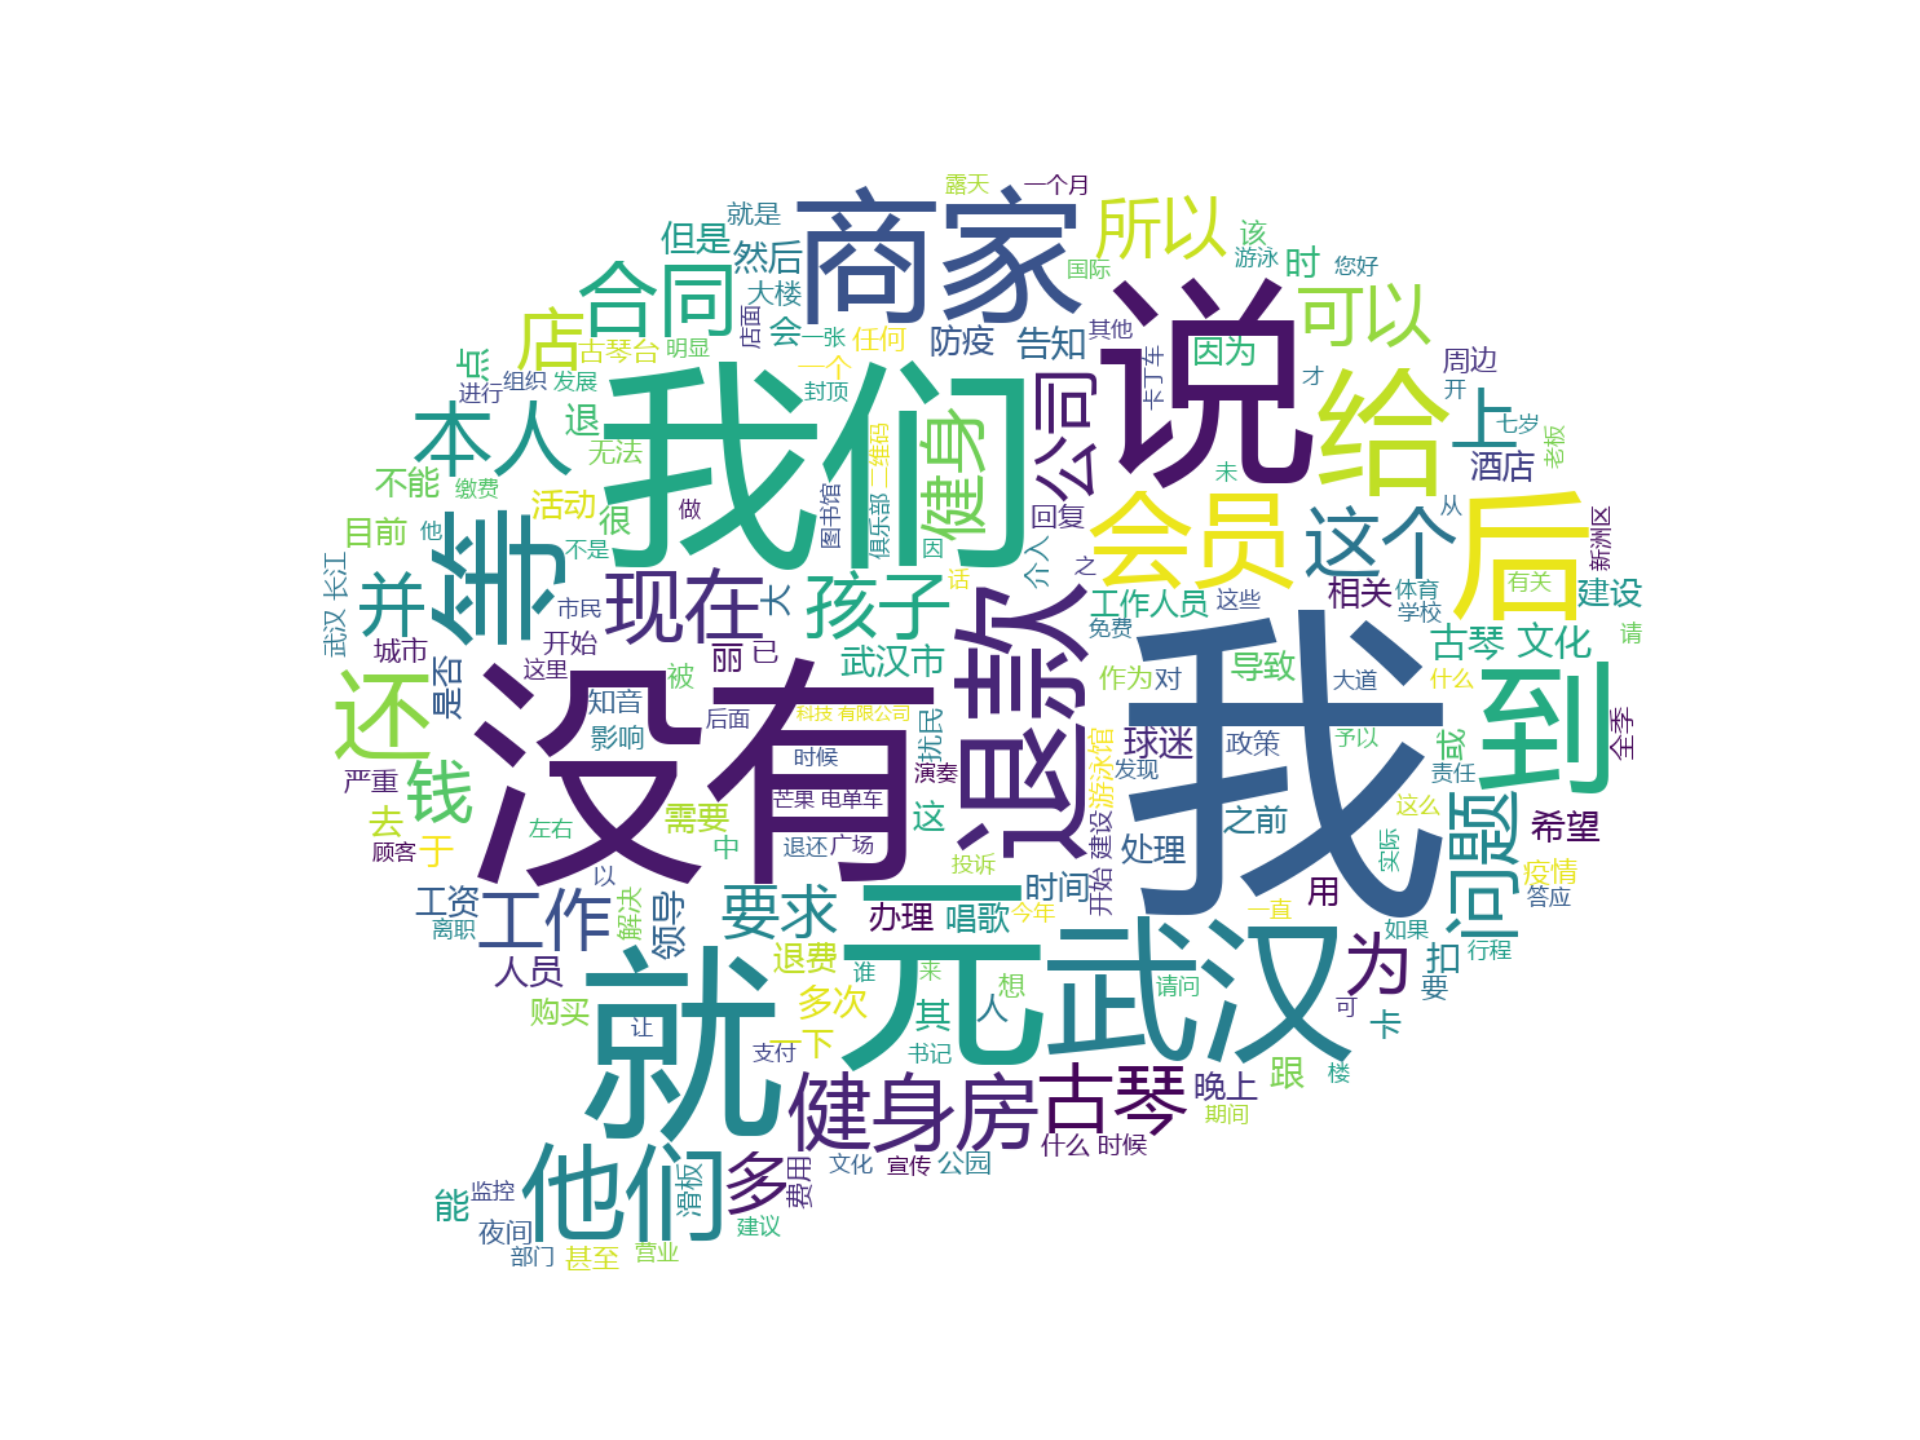 露天
一个月
就是
商家
所以
但是
然后
该
游泳
时
您好
国际
合同
大楼
可以
说
店
店面
会
一张
任何
防疫
告知
其他
因为
古琴台
明显
点
进行
组织
发展
一个
封顶
卡丁车
才
周边
开
我们
健身
公司
给
上
七岁
老板
酒店
本人
退
无法
二维码
不能
缴费
未
活动
很
做
图书馆
俱乐部
回复
会员
这个
从
后
新洲区
目前
他
等
不是
因
介入
武汉 长江
并
市民
现在
大
孩子
话
之
工作人员
这些
相关
体育
学校
有关
建设
免费
城市
开始
这里
丽
已
武汉市
退款
古琴 文化
请
是否
还
知音
被
作为
对
导致
大道
什么
到
我
没有
后面
科技 有限公司
影响
扰民
球迷
政策
予以
或
全季
严重
钱
时候
演奏
游泳馆
发现
责任
芒果 电单车
去
左右
需要
这
开始 建设
之前
这么
问题
希望
顾客
于
中
退还
广场
投诉
处理
实际
疫情
答应
工资
离职
工作
以
解决
领导
要求
元
办理
唱歌
时间
今年
用
一直
武汉
为
如果
扣
行程
人员
退费
谁
来
想
请问
要
购买
让
就
多次
其
人
可
卡
一下
支付
书记
跟
楼
健身房
古琴
晚上
期间
什么 时候
他们
滑板
多
费用
文化
宣传
公园
能
监控
夜间
建议
部门
甚至
营业